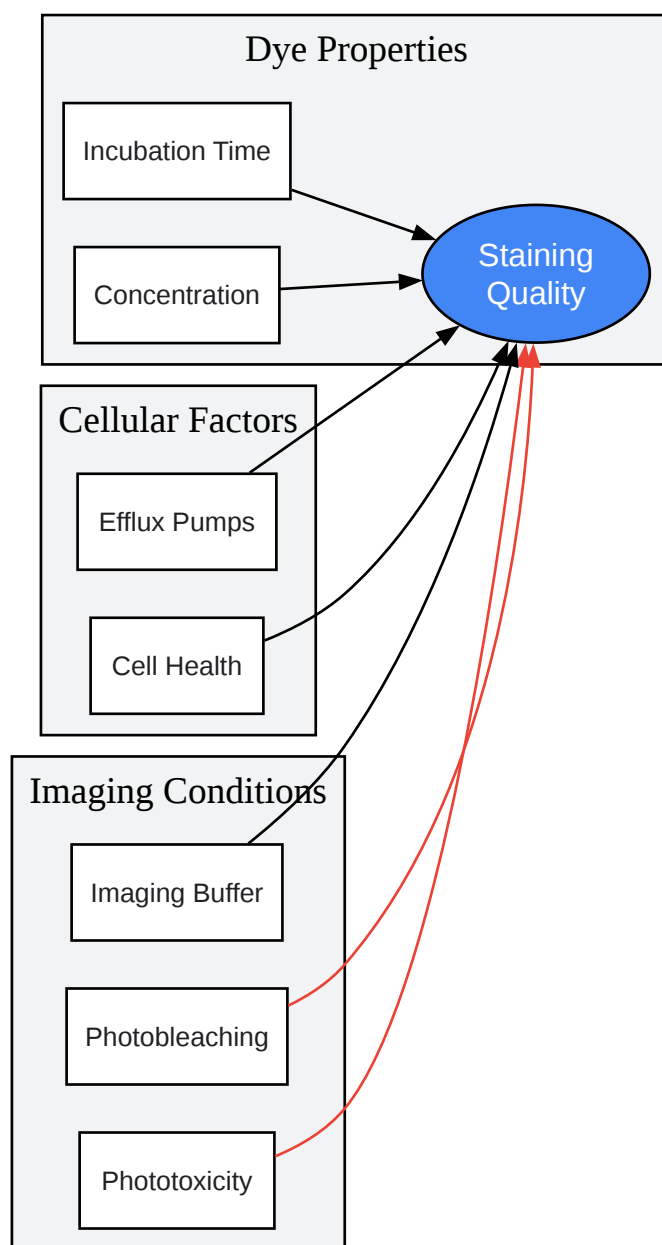 Dye Properties
Incubation Time
Concentration
Staining
Quality
Cellular Factors
Efflux Pumps
Cell Health
Imaging Conditions
Imaging Buffer
Photobleaching
Phototoxicity